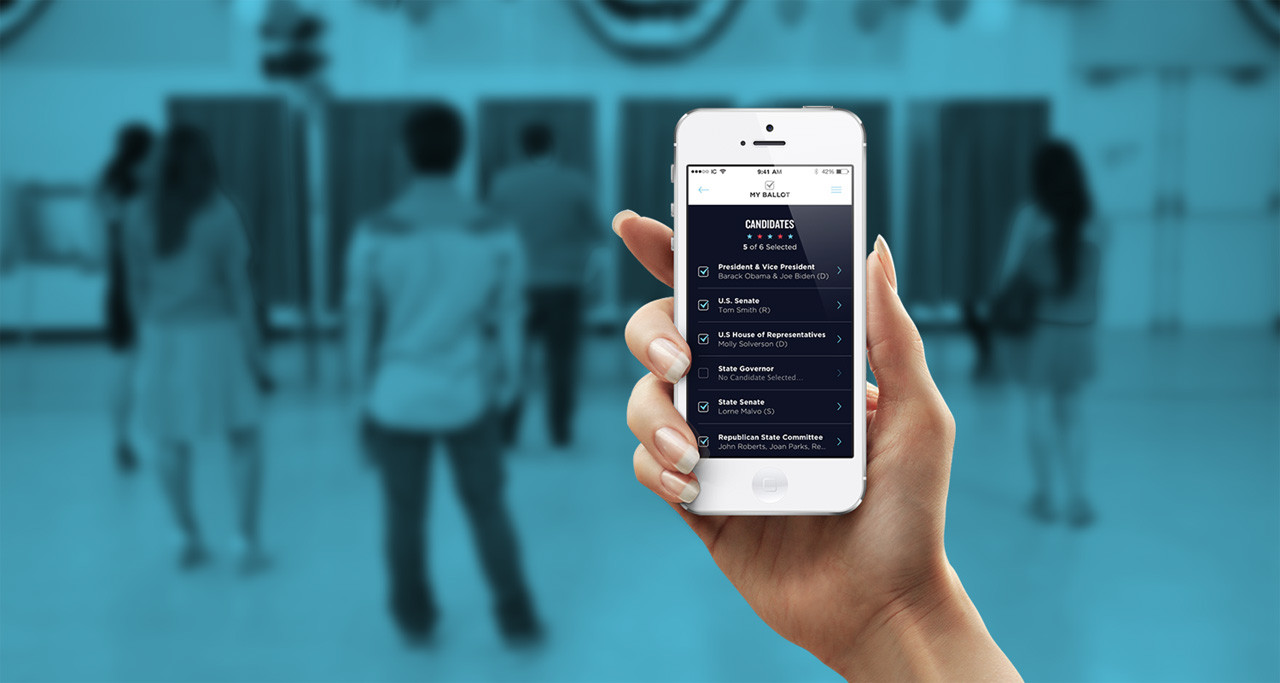 IC 9:41 AM 42%
MY BALLOT
CANDIDATES
5 of 6 Selected
President & Vice President
Barack Obama & Joe Biden (D)
U.S. Senate
Tom Smith (R)
U.S House of Representatives
Molly Solverson (D)
State Governor
No Candidate Selected...
State Senate
Lorne Malvo (S)
Republican State Committee
John Roberts, Joan Parks, Re...